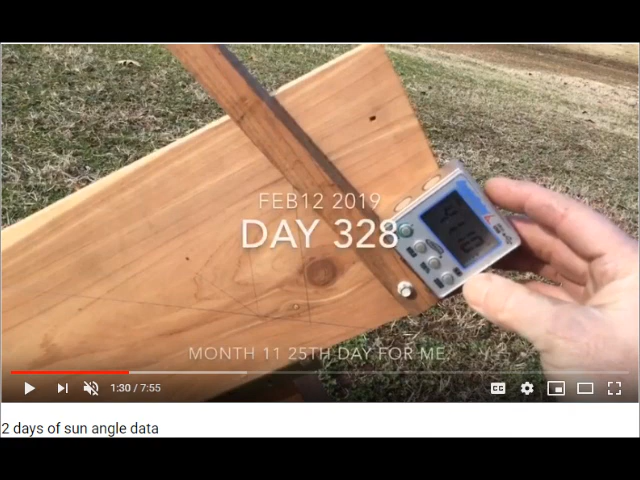 FEB12 2019
DAY 328
MONTH 11 25TH DAY FOR ME.
1:30 / 7:55
CC
2 days of sun angle data